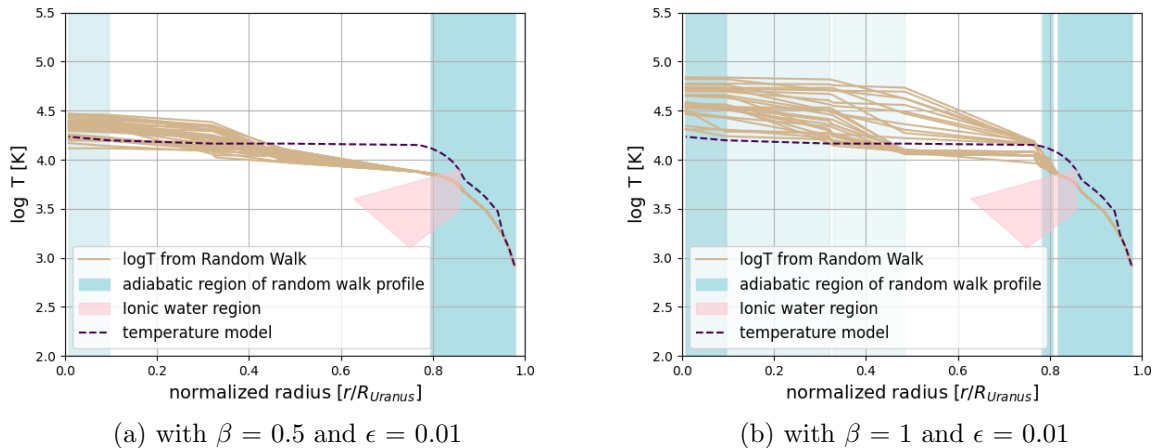 5.5
5.0
4.5
4.0
3.5
3.0
2.5
2.0
log T [K]
logT from Random Walk
adiabatic region of random walk profile
Ionic water region
temperature model
0.0 0.2 0.4 0.6 0.8 1.0
normalized radius [r/R_Uranus]
(a) with β = 0.5 and ϵ = 0.01
5.5
5.0
4.5
4.0
3.5
3.0
2.5
2.0
log T [K]
logT from Random Walk
adiabatic region of random walk profile
Ionic water region
temperature model
0.0 0.2 0.4 0.6 0.8 1.0
normalized radius [r/R_Uranus]
(b) with β = 1 and ϵ = 0.01